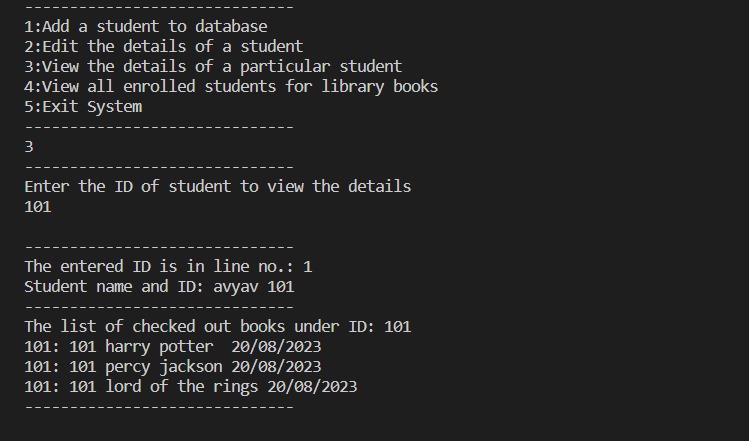 ------------------------------
1:Add a student to database
2:Edit the details of a student
3:View the details of a particular student
4:View all enrolled students for library books
5:Exit System
------------------------------
3
------------------------------
Enter the ID of student to view the details
101

------------------------------
The entered ID is in line no.: 1
Student name and ID: avyav 101
------------------------------
The list of checked out books under ID: 101
101: 101 harry potter  20/08/2023
101: 101 percy jackson 20/08/2023
101: 101 lord of the rings 20/08/2023
------------------------------